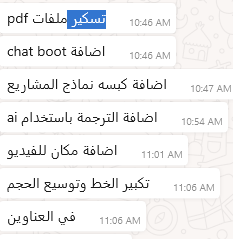 تسكير ملفات pdf
10:46 AM
اضافة chat boot
10:46 AM
اضافة كبسه نماذج المشاريع
10:47 AM
اضافة الترجمة باستخدام ai
10:54 AM
اضافة مكان للفيديو
11:01 AM
تكبير الخط وتوسيع الحجم
11:06 AM
في العناوين
11:06 AM